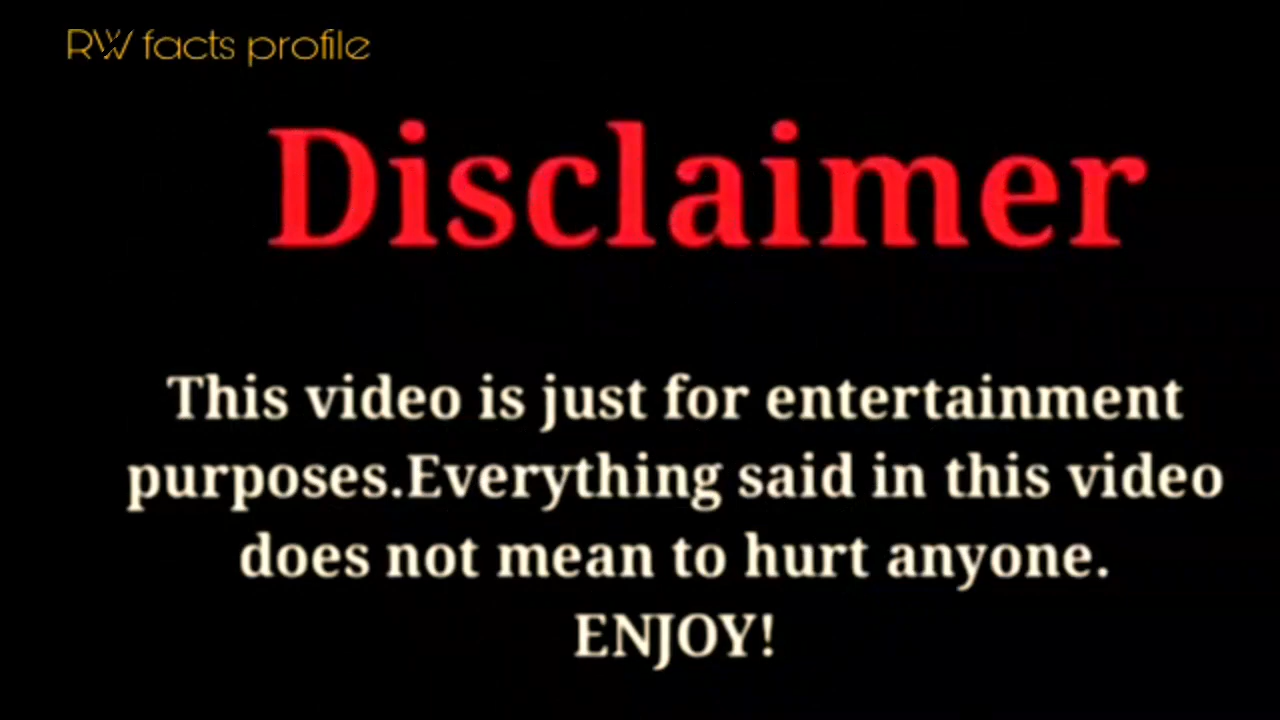 RW facts profile
Disclaimer
This video is just for entertainment
purposes.Everything said in this video
does not mean to hurt anyone.
ENJOY!